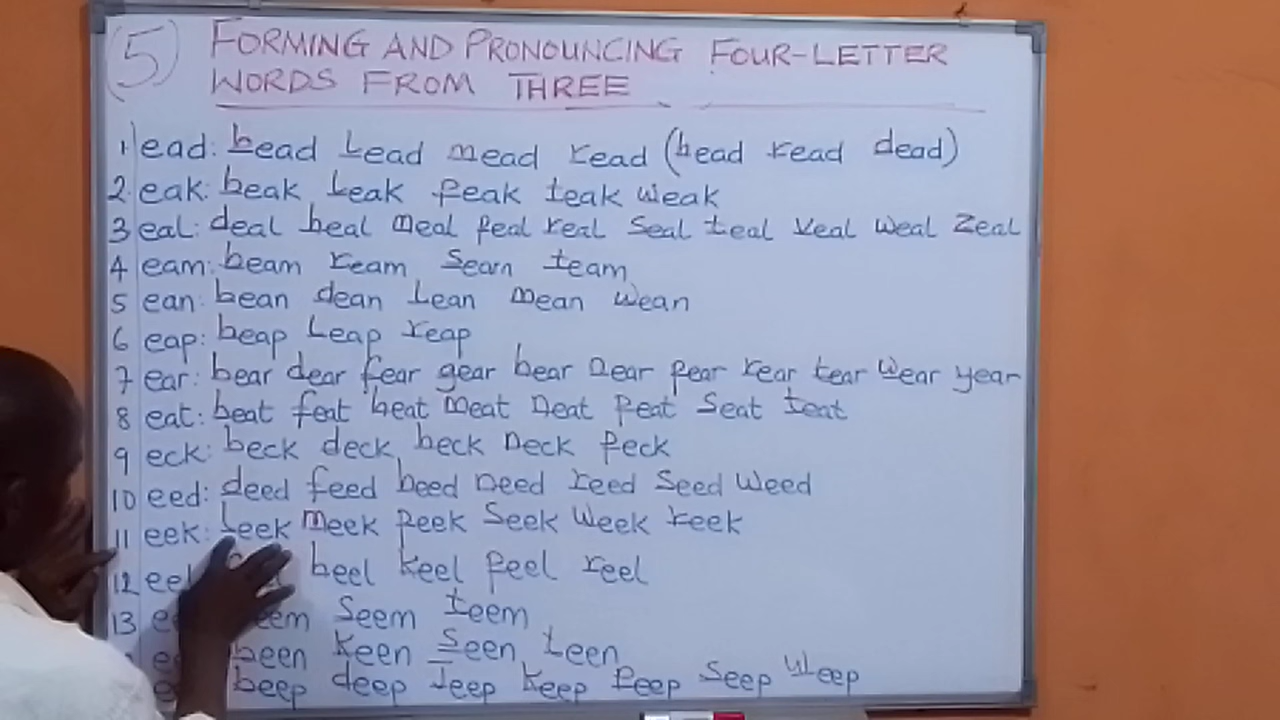 (5) FORMING AND PRONOUNCING FOUR-LETTER
WORDS FROM THREE
1 ead: bead Lead mead read (head read dead)
2 eak: beak Leak peak teak weak
3 eal: deal heal meal peal real Seal teal veal weal Zeal
4 eam: beam ream Seam team
5 ean: bean dean Lean mean wean
6 eap: heap Leap reap
7 ear: bear dear fear gear hear near pear rear tear wear year
8 eat: beat feat heat meat neat peat Seat teat
9 eck: beck deck heck neck peck
10 eed: deed feed heed need reed Seed weed
11 eek: Leek meek peek Seek week reek
12 eel heel keel peel reel
13 Seem teem
been keen Seen teen
beep deep Jeep keep peep Seep weep